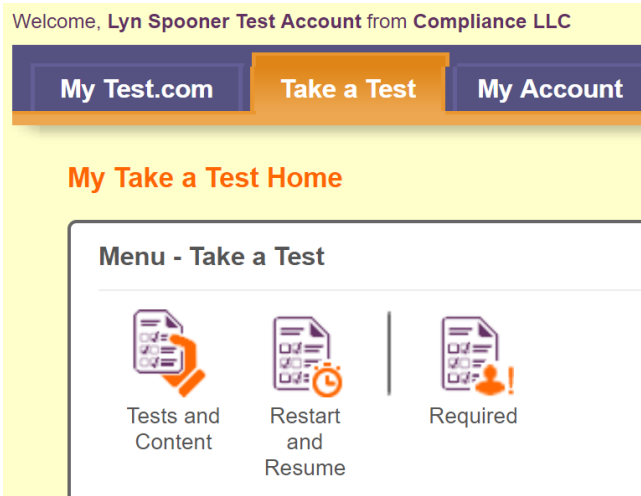 Welcome, Lyn Spooner Test Account from Compliance LLC
My Test.com Take a Test My Account
My Take a Test Home
Menu - Take a Test
Tests and
Content
Restart
and
Resume
Required